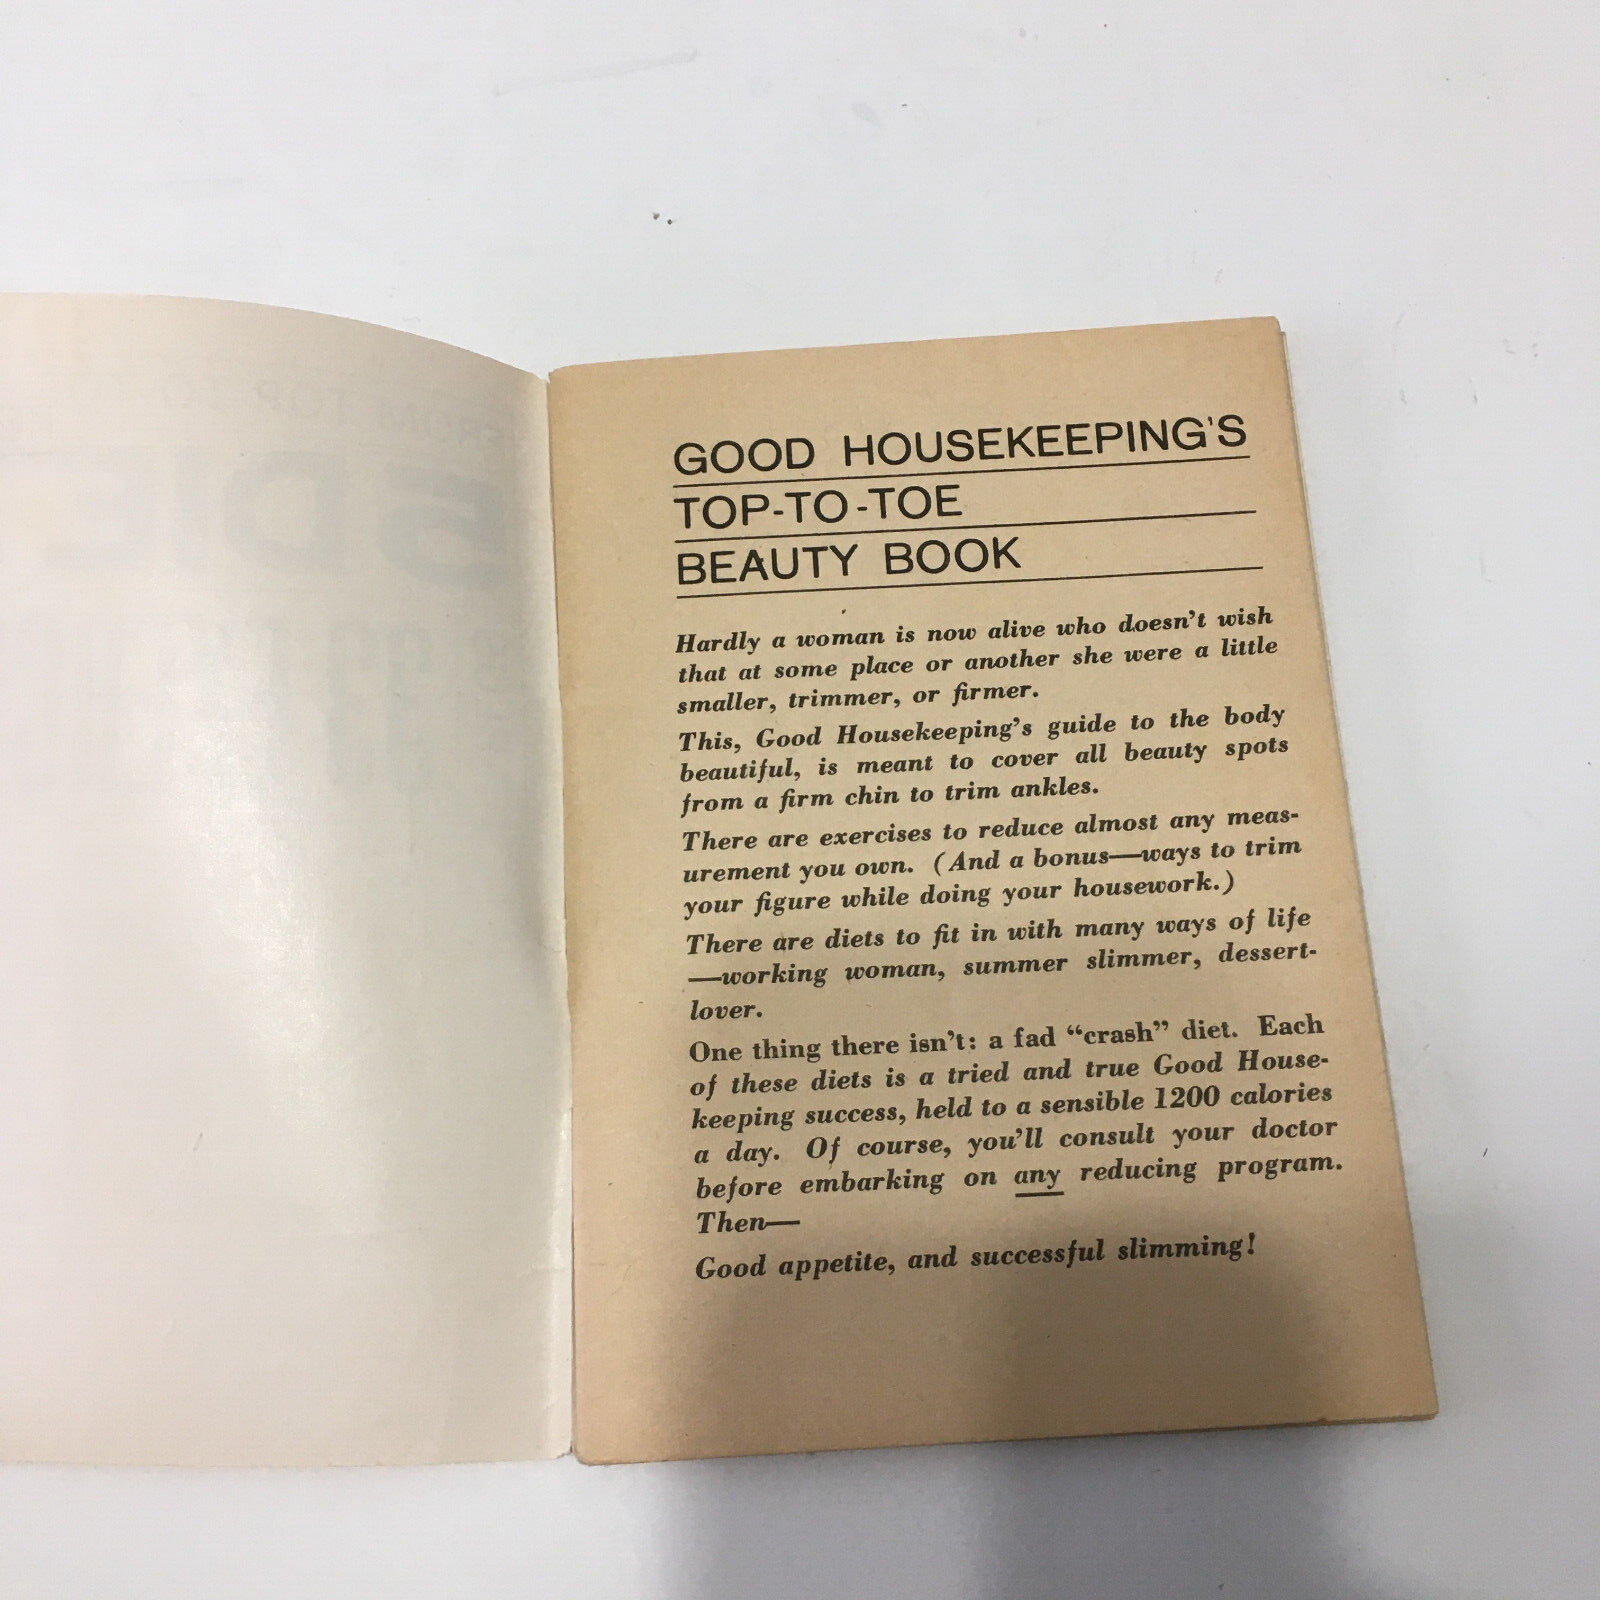 GOOD HOUSEKEEPING'S
TOP-TO-TOE
BEAUTY BOOK
Hardly a woman is now alive who doesn't wish
that at some place or another she were a little
smaller, trimmer, or firmer.
This, Good Housekeeping's guide to the body
beautiful, is meant to cover all beauty spots
from a firm chin to trim ankles.
There are exercises to reduce almost any meas-
urement you own. (And a bonus—ways to trim
your figure while doing your housework.)
There are diets to fit in with many ways of life
—working woman, summer slimmer, dessert-
lover.
One thing there isn't: a fad “crash” diet. Each
of these diets is a tried and true Good House-
keeping success, held to a sensible 1200 calories
a day. Of course, you'll consult your doctor
before embarking on any reducing program.
Then—
Good appetite, and successful slimming!